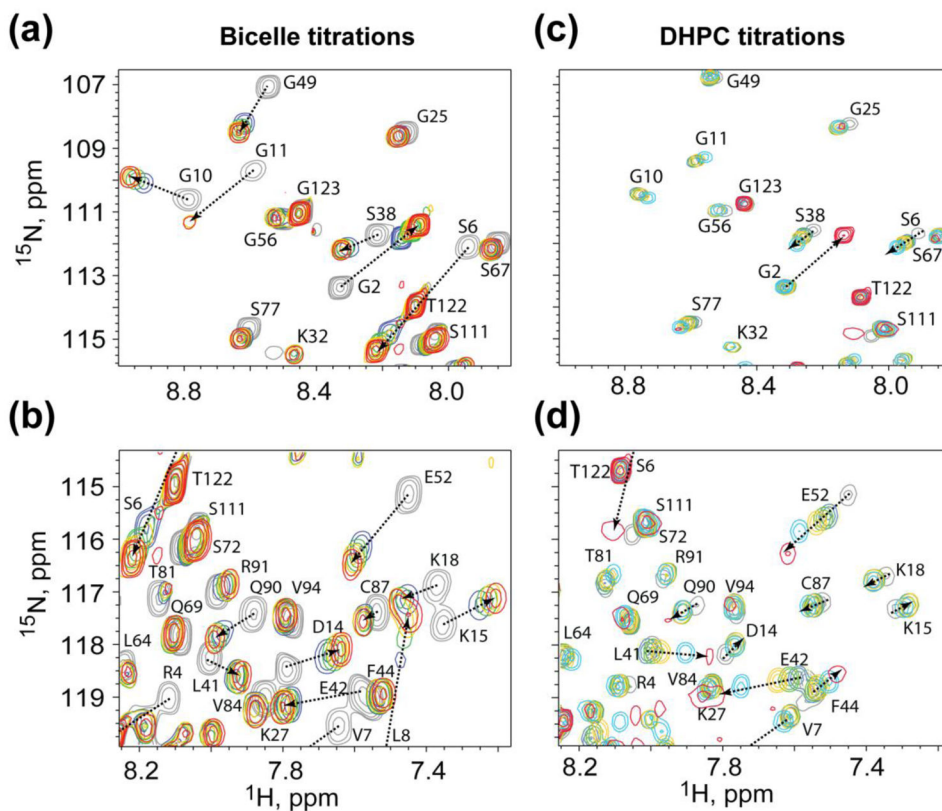 (a) Bicelle titrations
(c) DHPC titrations
107
109
111
113
115
15N, ppm
8.8 8.4 8.0
G49
G25
G11
G10
G123
S38
S6
G56
G2
S67
T122
S77
K32
S111
G49
G25
G11
G10
G123
G56
S38
S6
S67
G2
T122
S77
K32
S111
8.8 8.4 8.0
(b)
(d)
115
116
117
118
119
15N, ppm
8.2 7.8 7.4
1H, ppm
T122
E52
S6
S111
S72
T81
R91
K18
Q90
C87
Q69
V94
K15
D14
L64
L41
R4
E42
F44
V84
K27
V7
L8
T122
S6
E52
S111
S72
T81
R91
K18
Q90
C87
V94
Q69
K15
L64
D14
L41
E42
V84
R4
F44
K27
V7
8.2 7.8 7.4
1H, ppm